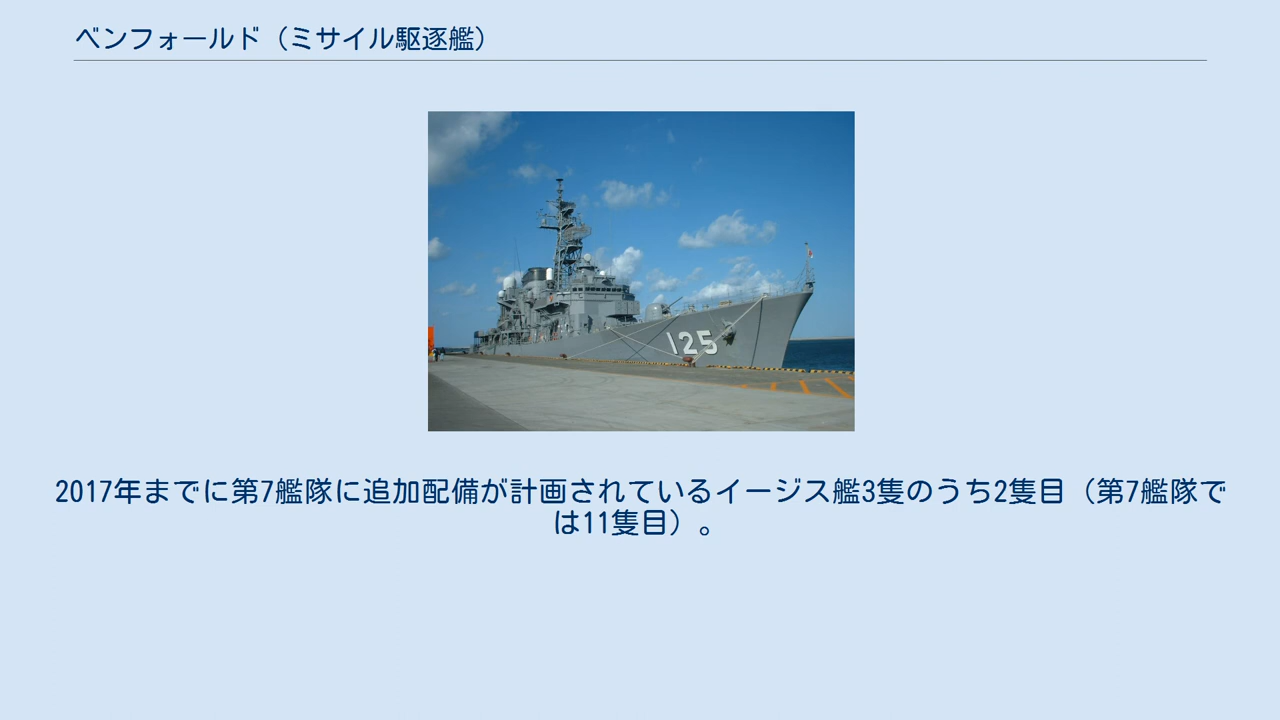 ベンフォールド（ミサイル駆逐艦）
125
2017年までに第7艦隊に追加配備が計画されているイージス艦3隻のうち2隻目（第7艦隊で
は11隻目）。